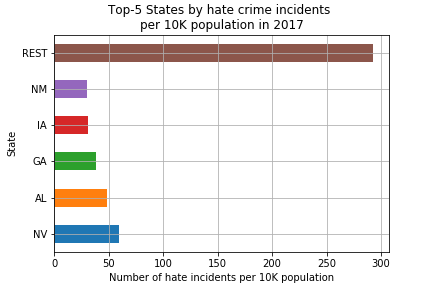 Top-5 States by hate crime incidents
per 10K population in 2017
State
REST
NM
IA
GA
AL
NV
0 50 100 150 200 250 300
Number of hate incidents per 10K population